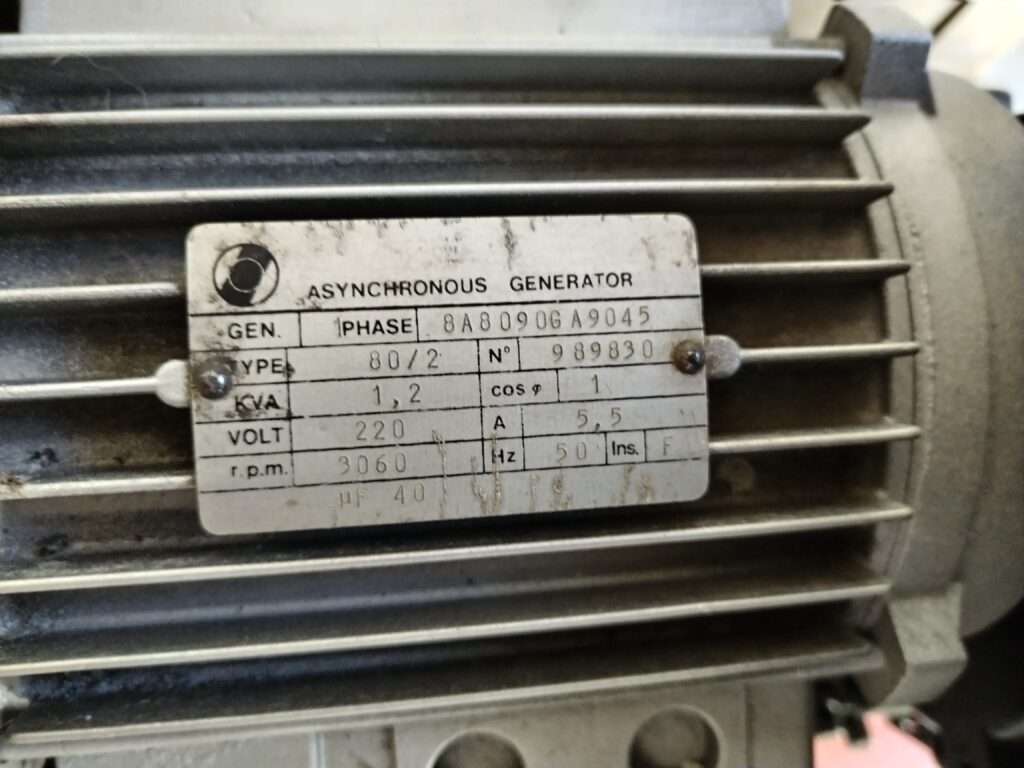 ASYNCHRONOUS GENERATOR
GEN. 1PHASE 8A8090GA9045
TYPE 80/2 N° 989830
KVA 1,2 cos φ 1
VOLT 220 A 5,5
r.p.m. 3060 Hz 50 Ins. F
µF 40